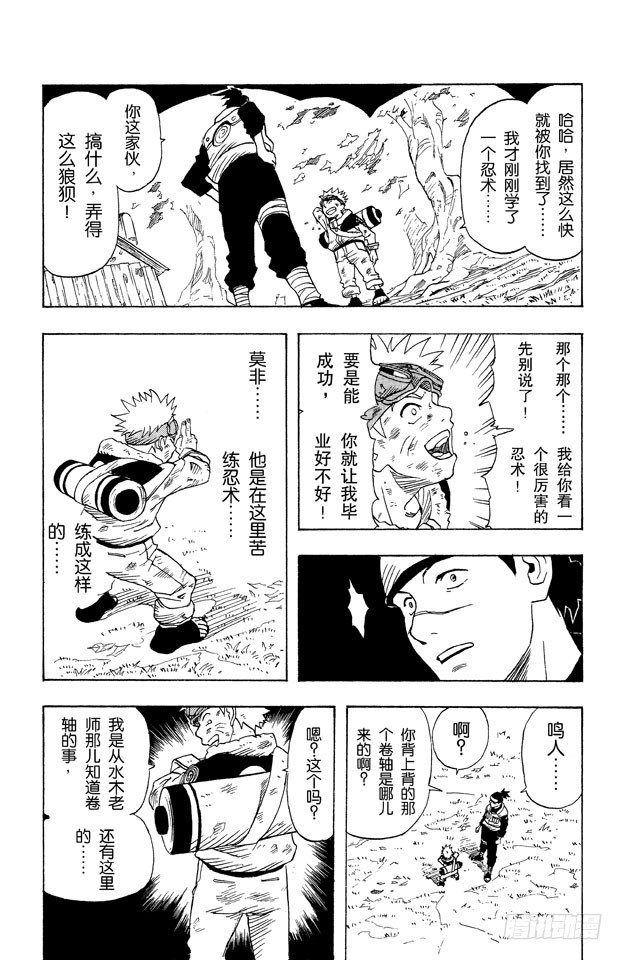 哈哈，居然这么快
就被你找到了……
我才刚刚学了
一个忍术……
你这家伙，
搞什么，弄得
这么狼狈！
那个那个……
先别说了！
我给你看一
个很厉害的
忍术！
要是能
成功，
你就让我毕
业好不好！
莫非……
他是在这里苦
练忍术……
练成这样
的……
鸣人……
啊？
你背上背的那
个卷轴是哪儿
来的啊？
嗯？这个吗？
我是从水木老
师那儿知道卷
轴的事，
还有这里
的……